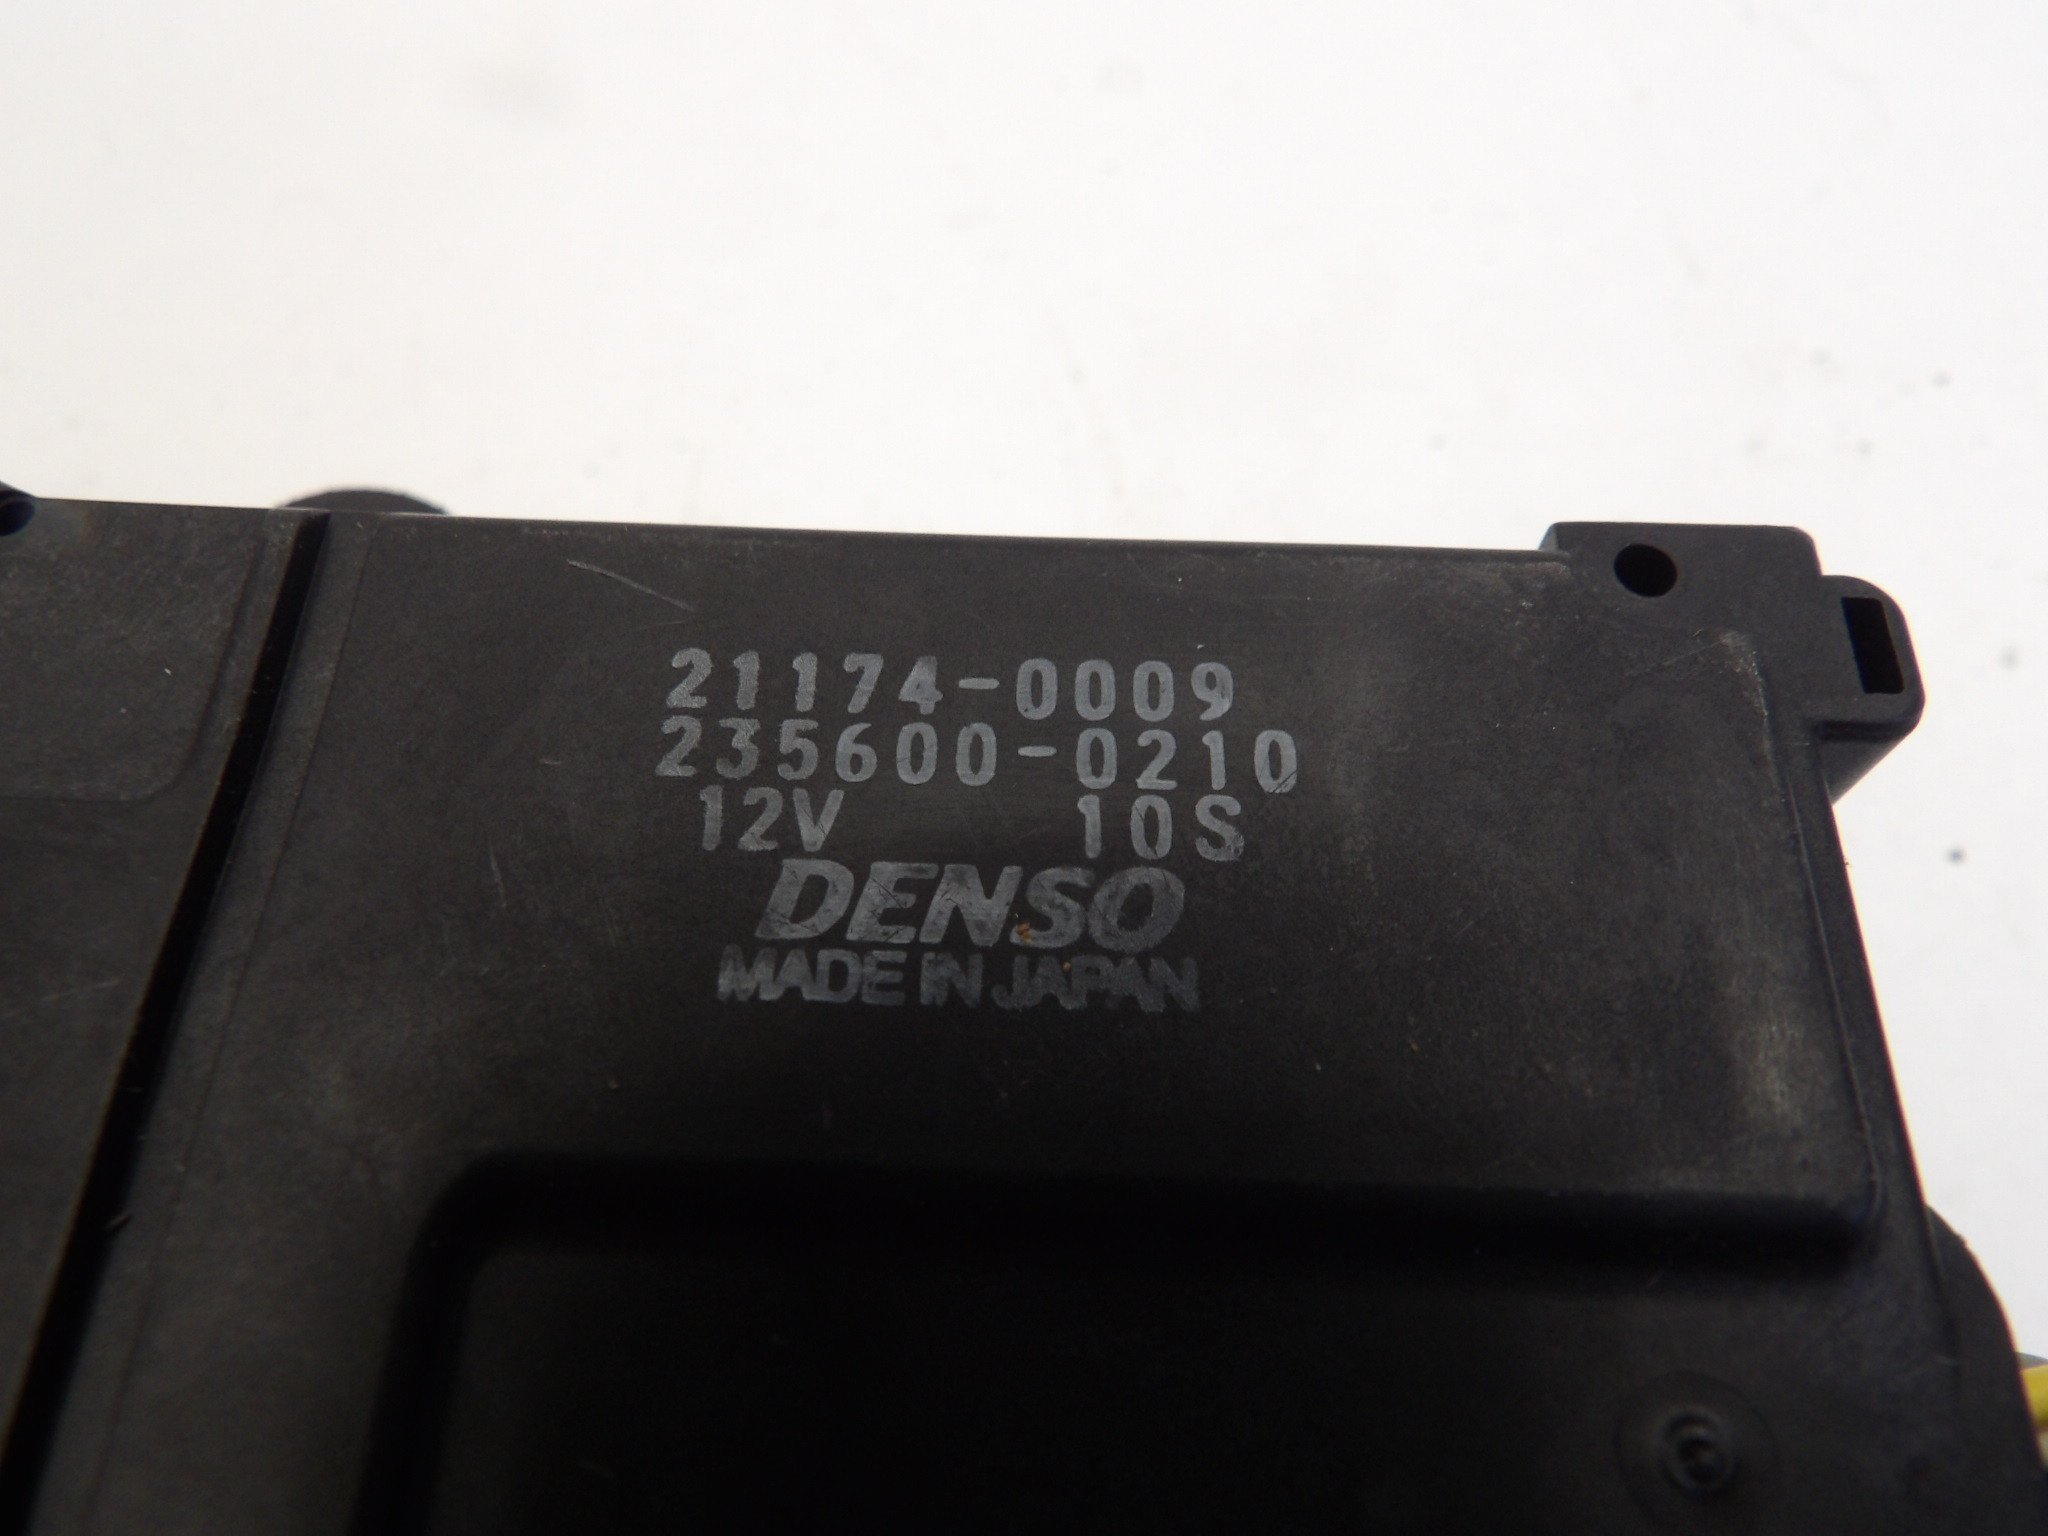 21174-0009
235600-0210
12V 10S
DENSO
MADE IN JAPAN